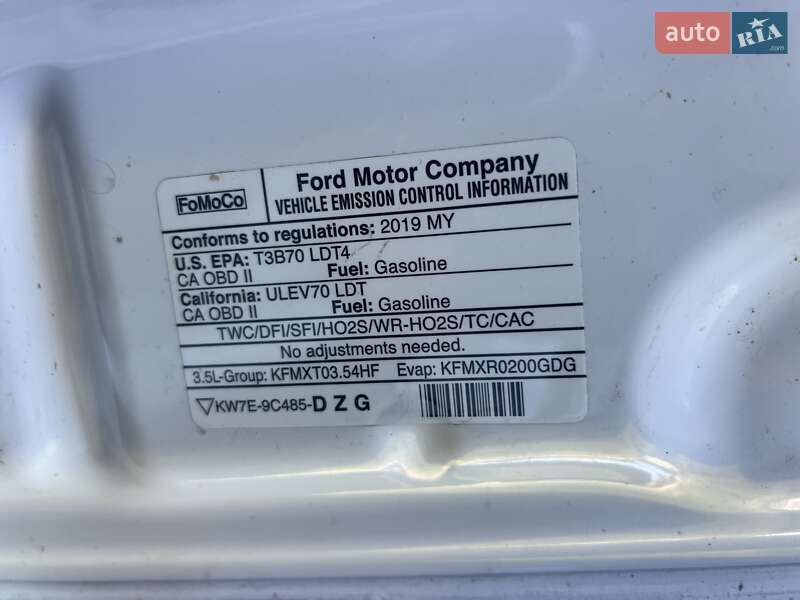 auto RIA.com
FoMoCo
Ford Motor Company
VEHICLE EMISSION CONTROL INFORMATION
Conforms to regulations: 2019 MY
U.S. EPA: T3B70 LDT4
CA OBD II Fuel: Gasoline
California: ULEV70 LDT
CA OBD II Fuel: Gasoline
TWC/DFI/SFI/HO2S/WR-HO2S/TC/CAC
No adjustments needed.
3.5L-Group: KFMXT03.54HF Evap: KFMXR0200GDG
KW7E-9C485-D Z G